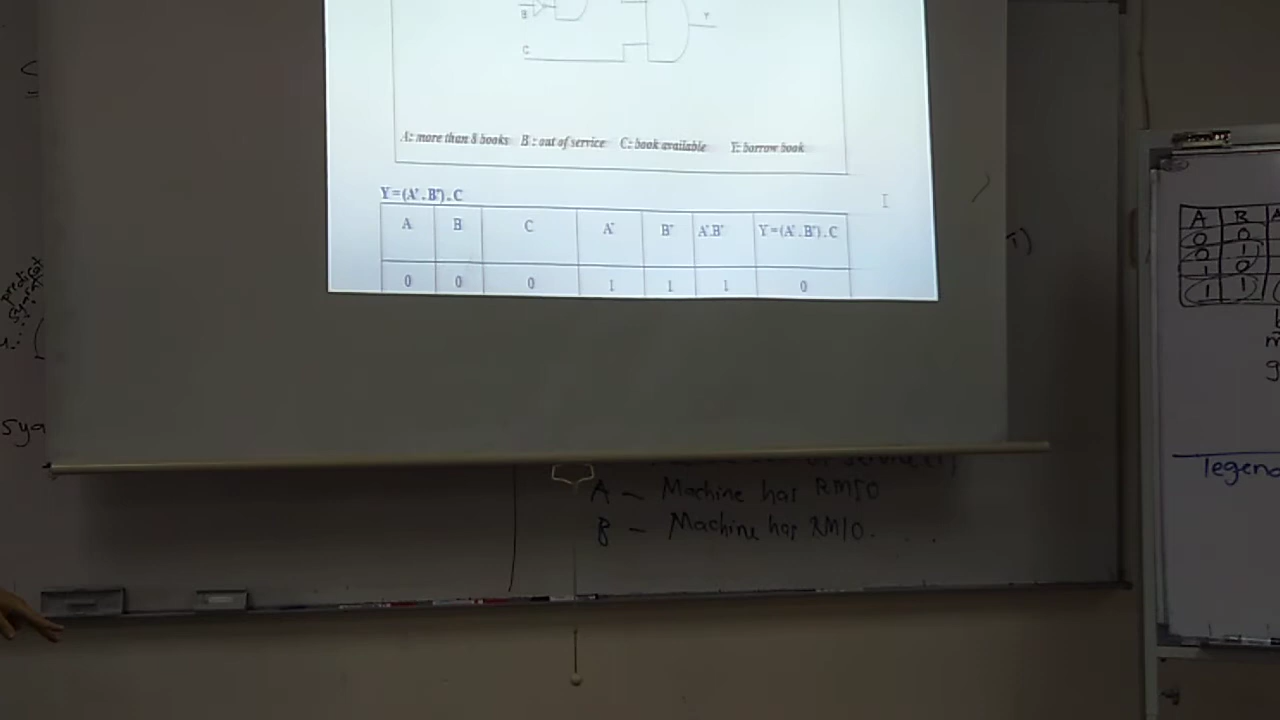 B
Y
C
A: more than 8 books B : out of service C: book available Y: borrow book
Y=(A'.B').C
A B C A' B' A'.B' Y=(A'.B').C
0 0 0 1 1 1 0
A B
0 0
0 1
1 0
1 1
legend
A - Machine has RM50
B - Machine has RM10.